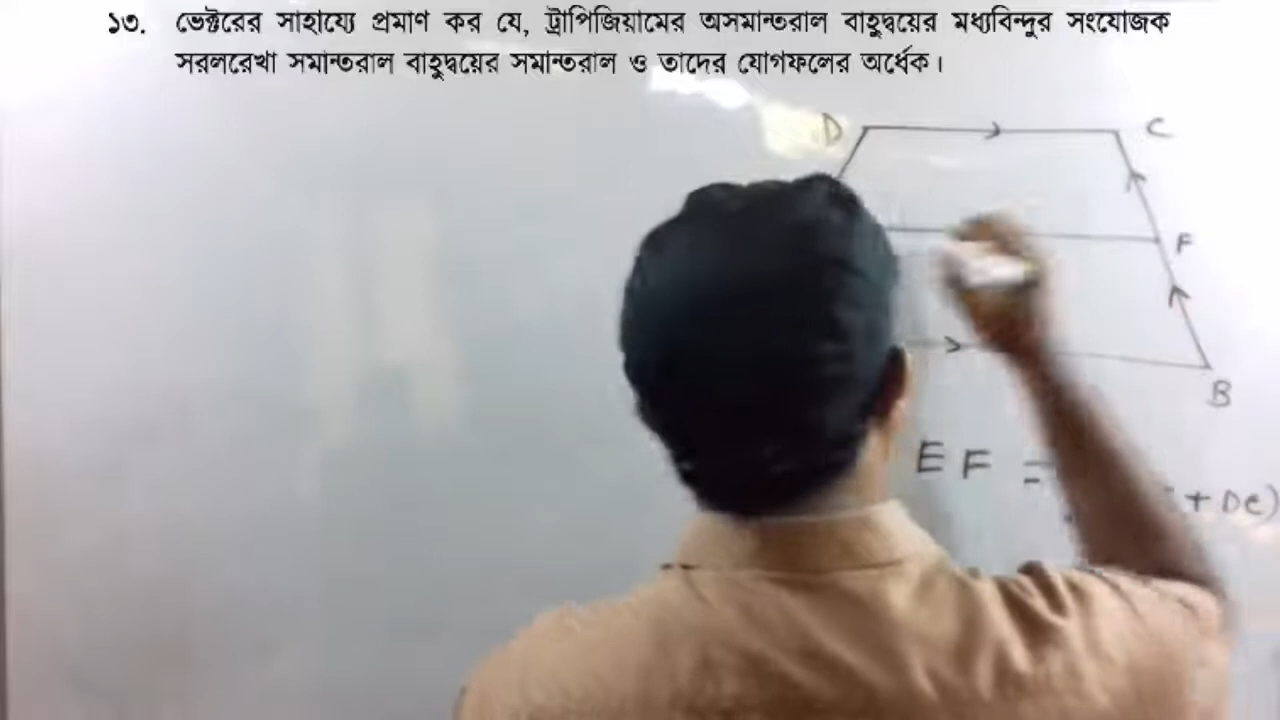 ১৩. ভেক্টরের সাহায্যে প্রমাণ কর যে, ট্রাপিজিয়ামের অসমান্তরাল বাহুদ্বয়ের মধ্যবিন্দুর সংযোজক
সরলরেখা সমান্তরাল বাহুদ্বয়ের সমান্তরাল ও তাদের যোগফলের অর্ধেক।
D C
F
B
EF =
+ DC)